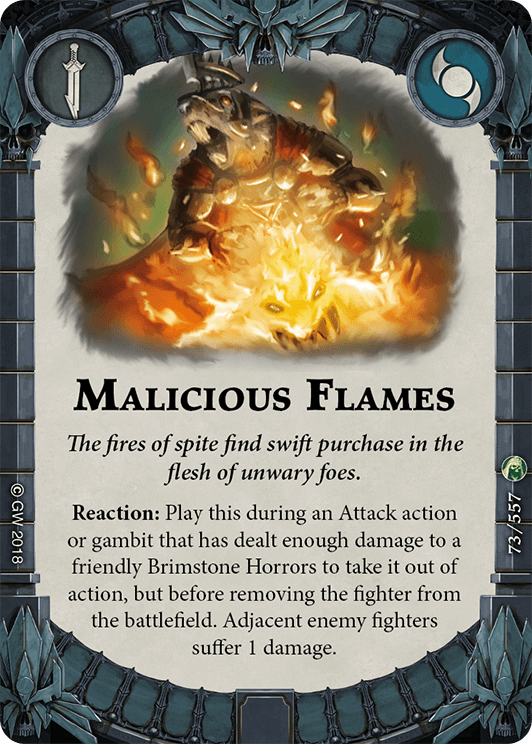 MALICIOUS FLAMES
The fires of spite find swift purchase in the
flesh of unwary foes.
Reaction: Play this during an Attack action
or gambit that has dealt enough damage to a
friendly Brimstone Horrors to take it out of
action, but before removing the fighter from
the battlefield. Adjacent enemy fighters
suffer 1 damage.
© GW 2018
73/557